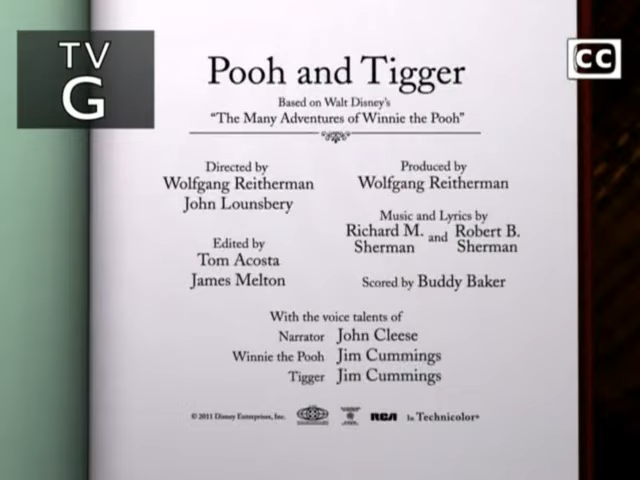 TV
G
CC
Pooh and Tigger
Based on Walt Disney's
"The Many Adventures of Winnie the Pooh"
Directed by
Wolfgang Reitherman
John Lounsbery
Produced by
Wolfgang Reitherman
Music and Lyrics by
Richard M. Sherman and Robert B. Sherman
Edited by
Tom Acosta
James Melton
Scored by Buddy Baker
With the voice talents of
Narrator John Cleese
Winnie the Pooh Jim Cummings
Tigger Jim Cummings
© 2011 Disney Enterprises, Inc. RCA In Technicolor®